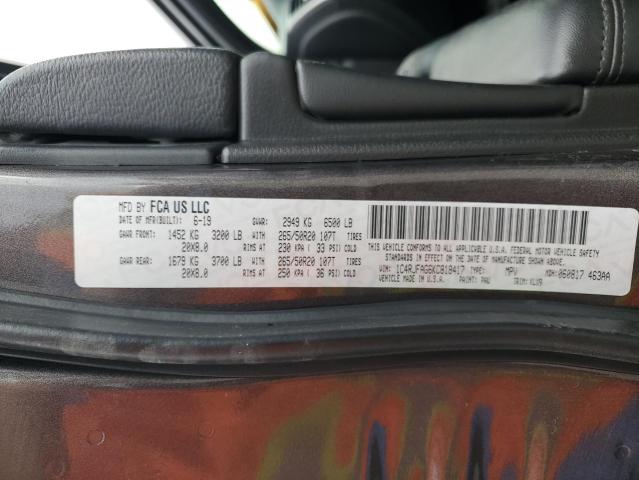 MFD BY FCA US LLC
DATE OF MFR(BUILT): 6-19 GVWR: 2949 KG 6500 LB
GAWR FRONT: 1452 KG 3200 LB WITH 265/50R20 107T TIRES
20X8.0 RIMS AT 230 KPA ( 33 PSI) COLD
GAWR REAR: 1679 KG 3700 LB WITH 265/50R20 107T TIRES
20X8.0 RIMS AT 250 KPA ( 36 PSI) COLD
THIS VEHICLE CONFORMS TO ALL APPLICABLE U.S.A. FEDERAL MOTOR VEHICLE SAFETY
STANDARDS IN EFFECT ON THE DATE OF MANUFACTURE SHOWN ABOVE.
VIN: 1C4RJFAG6KC818417 TYPE: MPV MDH: 060817 463AA
VEHICLE MADE IN U.S.A. PAINT: PAU TRIM: XLX9